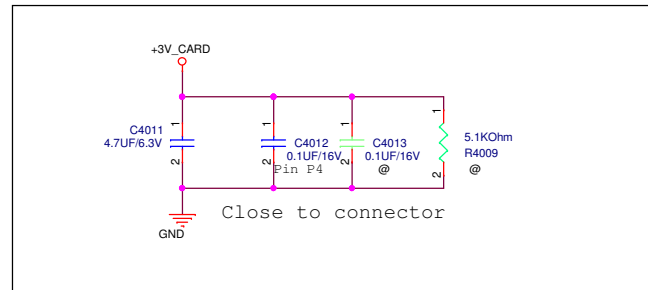 +3V_CARD
1
C4011
4.7UF/6.3V
2
1
C4012
0.1UF/16V
2
Pin P4
1
C4013
0.1UF/16V
2
@
1
5.1KOhm
R4009
2
@
Close to connector
GND